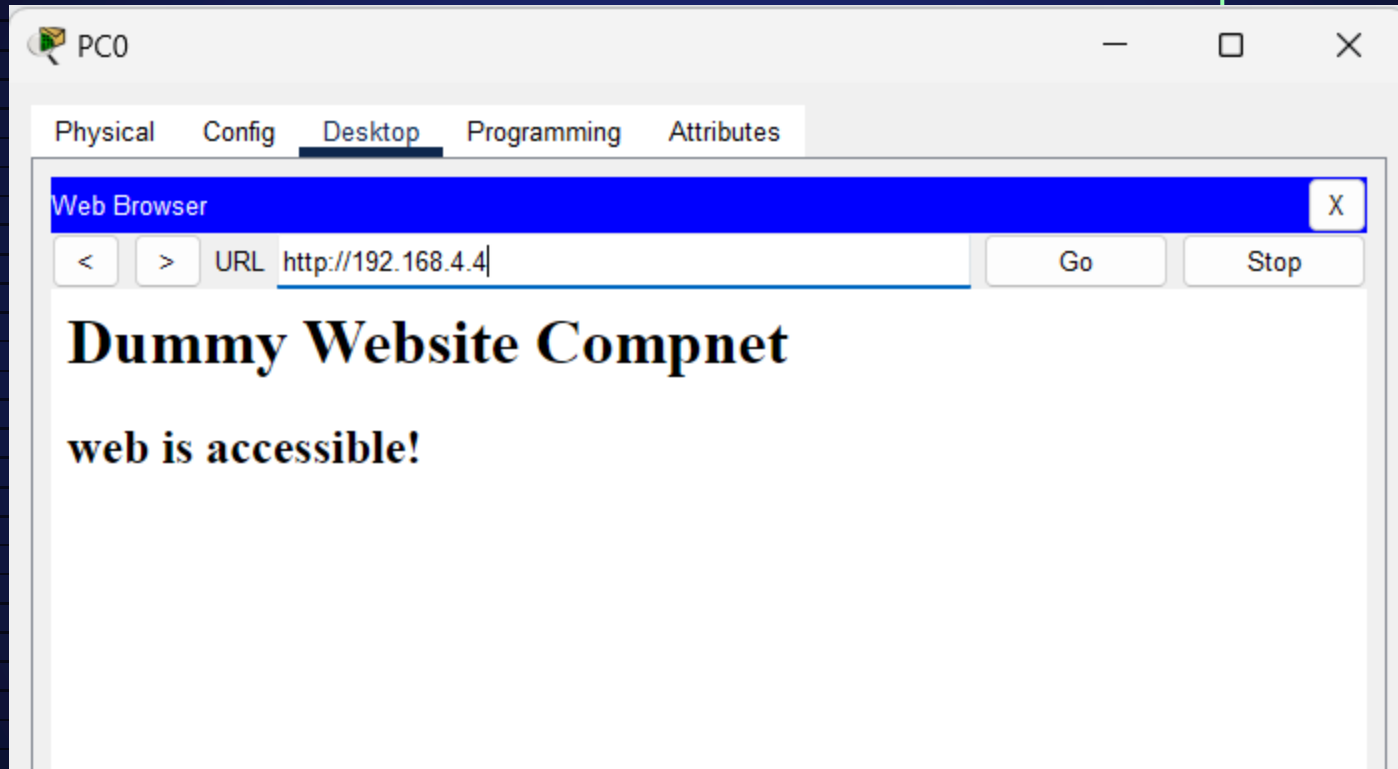 PC0
Physical Config Desktop Programming Attributes
Web Browser X
< > URL http://192.168.4.4 Go Stop
Dummy Website Compnet
web is accessible!